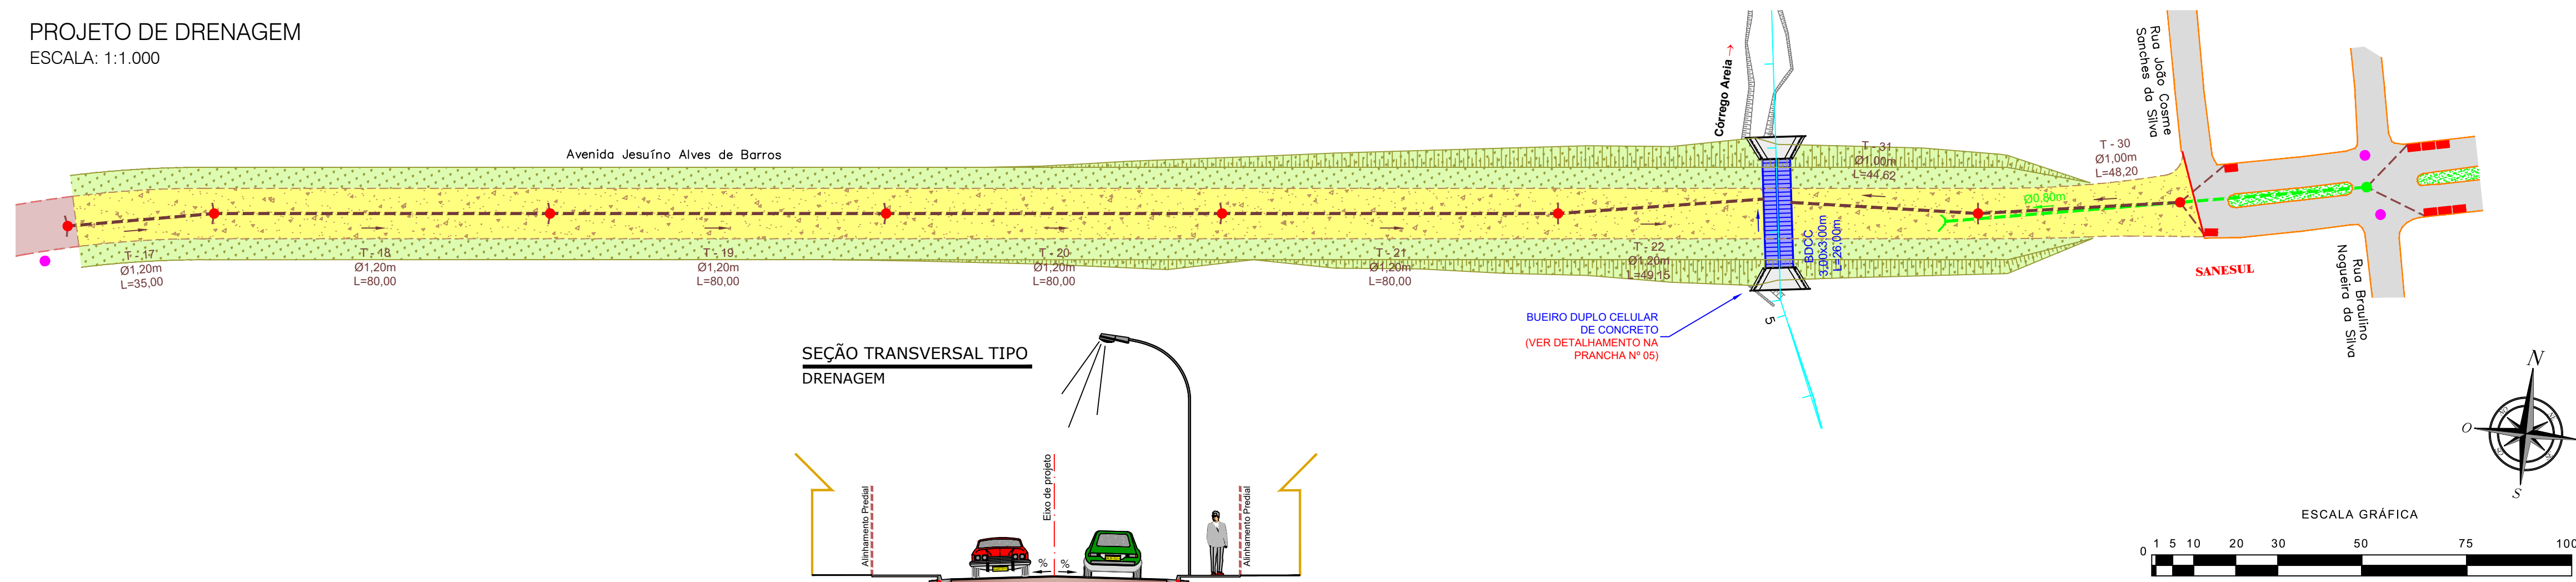 PROJETO DE DRENAGEM
ESCALA: 1:1.000
Avenida Jesuíno Alves de Barros
Córrego Areia →
Rua João Cosme
Sanches da Silva
T - 17
Ø1,20m
L=35,00
T - 18
Ø1,20m
L=80,00
T - 19
Ø1,20m
L=80,00
T - 20
Ø1,20m
L=80,00
T - 21
Ø1,20m
L=80,00
T - 22
Ø1,20m
L=49,15
BDCC
3,00x3,00m
L=26,00m
T - 31
Ø1,00m
L=44,62
T - 30
Ø1,00m
L=48,20
Ø0.80m
SANESUL
Rua Braulino
Nogueira da Silva
5
BUEIRO DUPLO CELULAR
DE CONCRETO
(VER DETALHAMENTO NA
PRANCHA Nº 05)
SEÇÃO TRANSVERSAL TIPO
DRENAGEM
Alinhamento Predial
Eixo de projeto
% %
Alinhamento Predial
N
O
S
ESCALA GRÁFICA
0 1 5 10 20 30 50 75 100